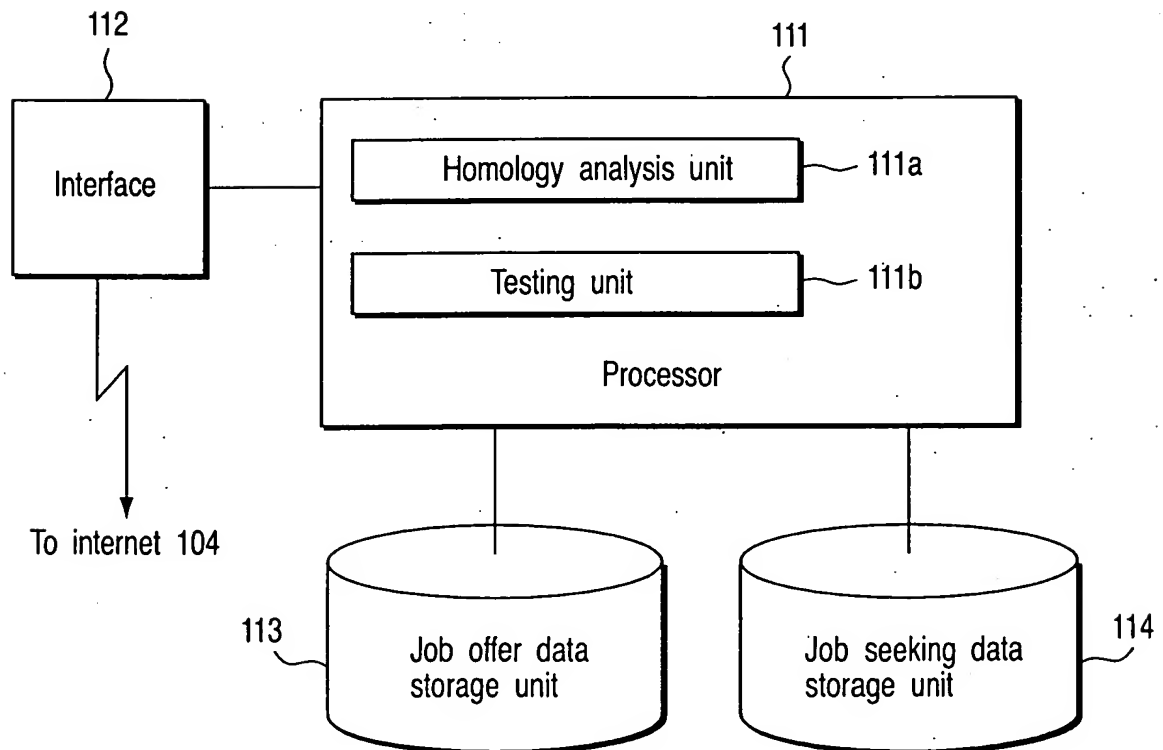 112
111
Interface
Homology analysis unit
111a
Testing unit
111b
Processor
To internet 104
113
Job offer data
storage unit
Job seeking data
storage unit
114